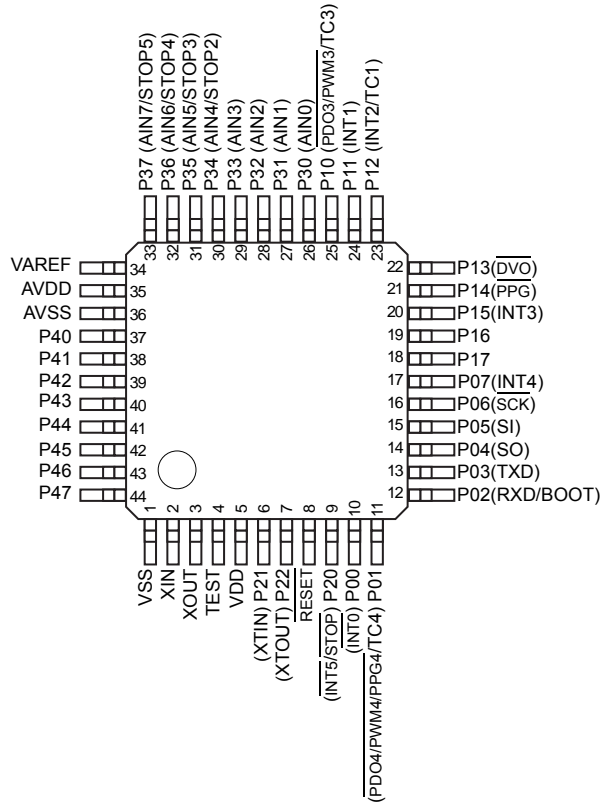 P37 (AIN7/STOP5)
P36 (AIN6/STOP4)
P35 (AIN5/STOP3)
P34 (AIN4/STOP2)
P33 (AIN3)
P32 (AIN2)
P31 (AIN1)
P30 (AIN0)
P10 (PDO3/PWM3/TC3)
P11 (INT1)
P12 (INT2/TC1)
33
32
31
30
29
28
27
26
25
24
23
VAREF 34
AVDD 35
AVSS 36
P40 37
P41 38
P42 39
P43 40
P44 41
P45 42
P46 43
P47 44
22 P13(DVO)
21 P14(PPG)
20 P15(INT3)
19 P16
18 P17
17 P07(INT4)
16 P06(SCK)
15 P05(SI)
14 P04(SO)
13 P03(TXD)
12 P02(RXD/BOOT)
1
2
3
4
5
6
7
8
9
10
11
VSS
XIN
XOUT
TEST
VDD
(XTIN) P21
(XTOUT) P22
RESET
(INT5/STOP) P20
(INT0) P00
(PDO4/PWM4/PPG4/TC4) P01